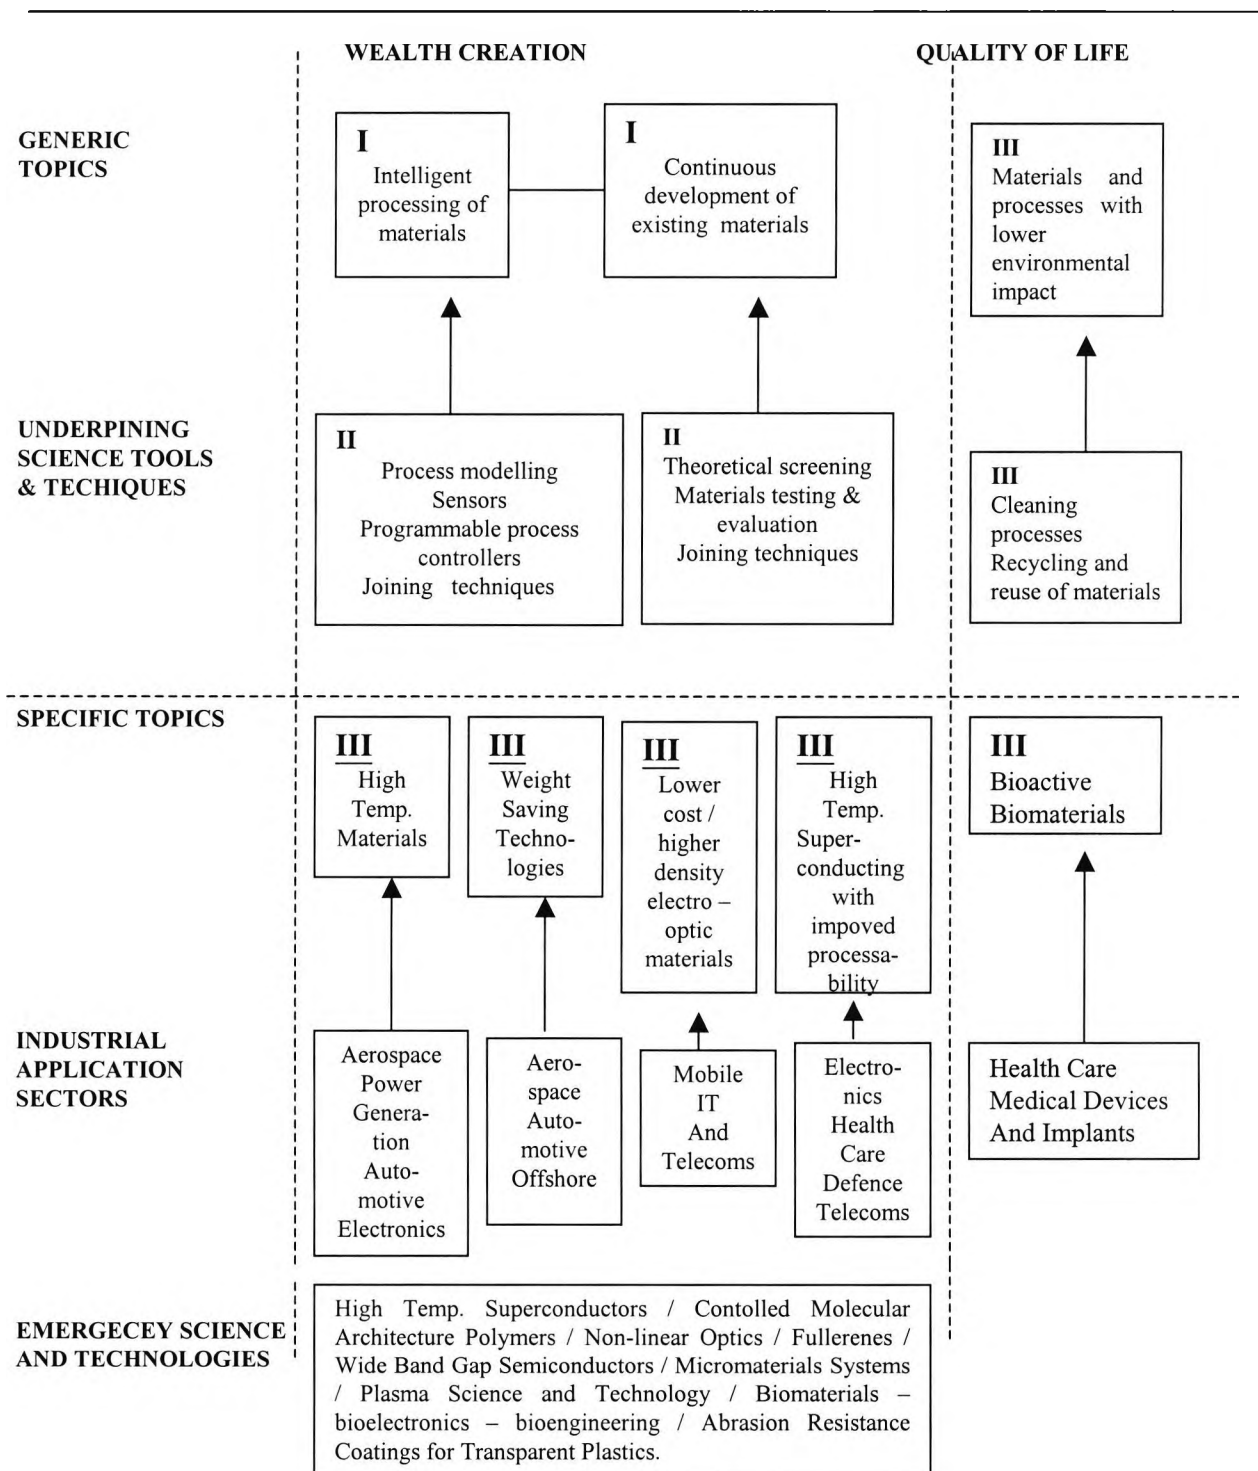 WEALTH CREATION
QUALITY OF LIFE
GENERIC
TOPICS
I
Intelligent
processing of
materials
I
Continuous
development of
existing materials
III
Materials and
processes with
lower
environmental
impact
UNDERPINING
SCIENCE TOOLS
& TECHIQUES
II
Process modelling
Sensors
Programmable process
controllers
Joining techniques
II
Theoretical screening
Materials testing &
evaluation
Joining techniques
III
Cleaning
processes
Recycling and
reuse of materials
SPECIFIC TOPICS
III
High
Temp.
Materials
III
Weight
Saving
Techno-
logies
III
Lower
cost /
higher
density
electro –
optic
materials
III
High
Temp.
Super-
conducting
with
impoved
processa-
bility
III
Bioactive
Biomaterials
INDUSTRIAL
APPLICATION
SECTORS
Aerospace
Power
Genera-
tion
Auto-
motive
Electronics
Aero-
space
Auto-
motive
Offshore
Mobile
IT
And
Telecoms
Electro-
nics
Health
Care
Defence
Telecoms
Health Care
Medical Devices
And Implants
EMERGECEY SCIENCE
AND TECHNOLOGIES
High Temp. Superconductors / Contolled Molecular
Architecture Polymers / Non-linear Optics / Fullerenes /
Wide Band Gap Semiconductors / Micromaterials Systems
/ Plasma Science and Technology / Biomaterials –
bioelectronics – bioengineering / Abrasion Resistance
Coatings for Transparent Plastics.